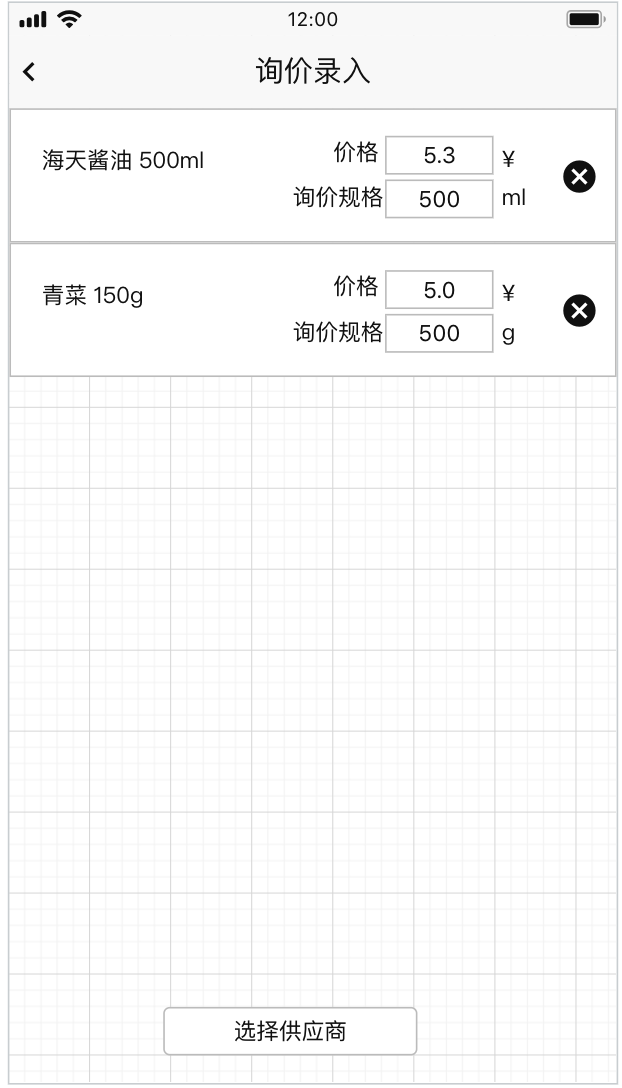 12:00
询价录入
海天酱油 500ml
价格 5.3 ¥
询价规格 500 ml
青菜 150g
价格 5.0 ¥
询价规格 500 g
选择供应商